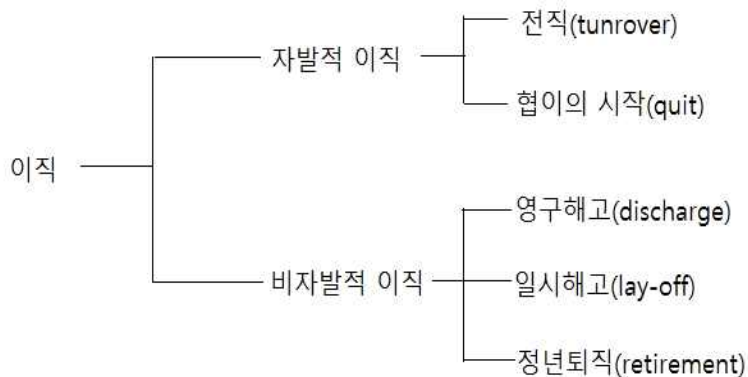 이직
자발적 이직
전직(tunrover)
협이의 시작(quit)
비자발적 이직
영구해고(discharge)
일시해고(lay-off)
정년퇴직(retirement)